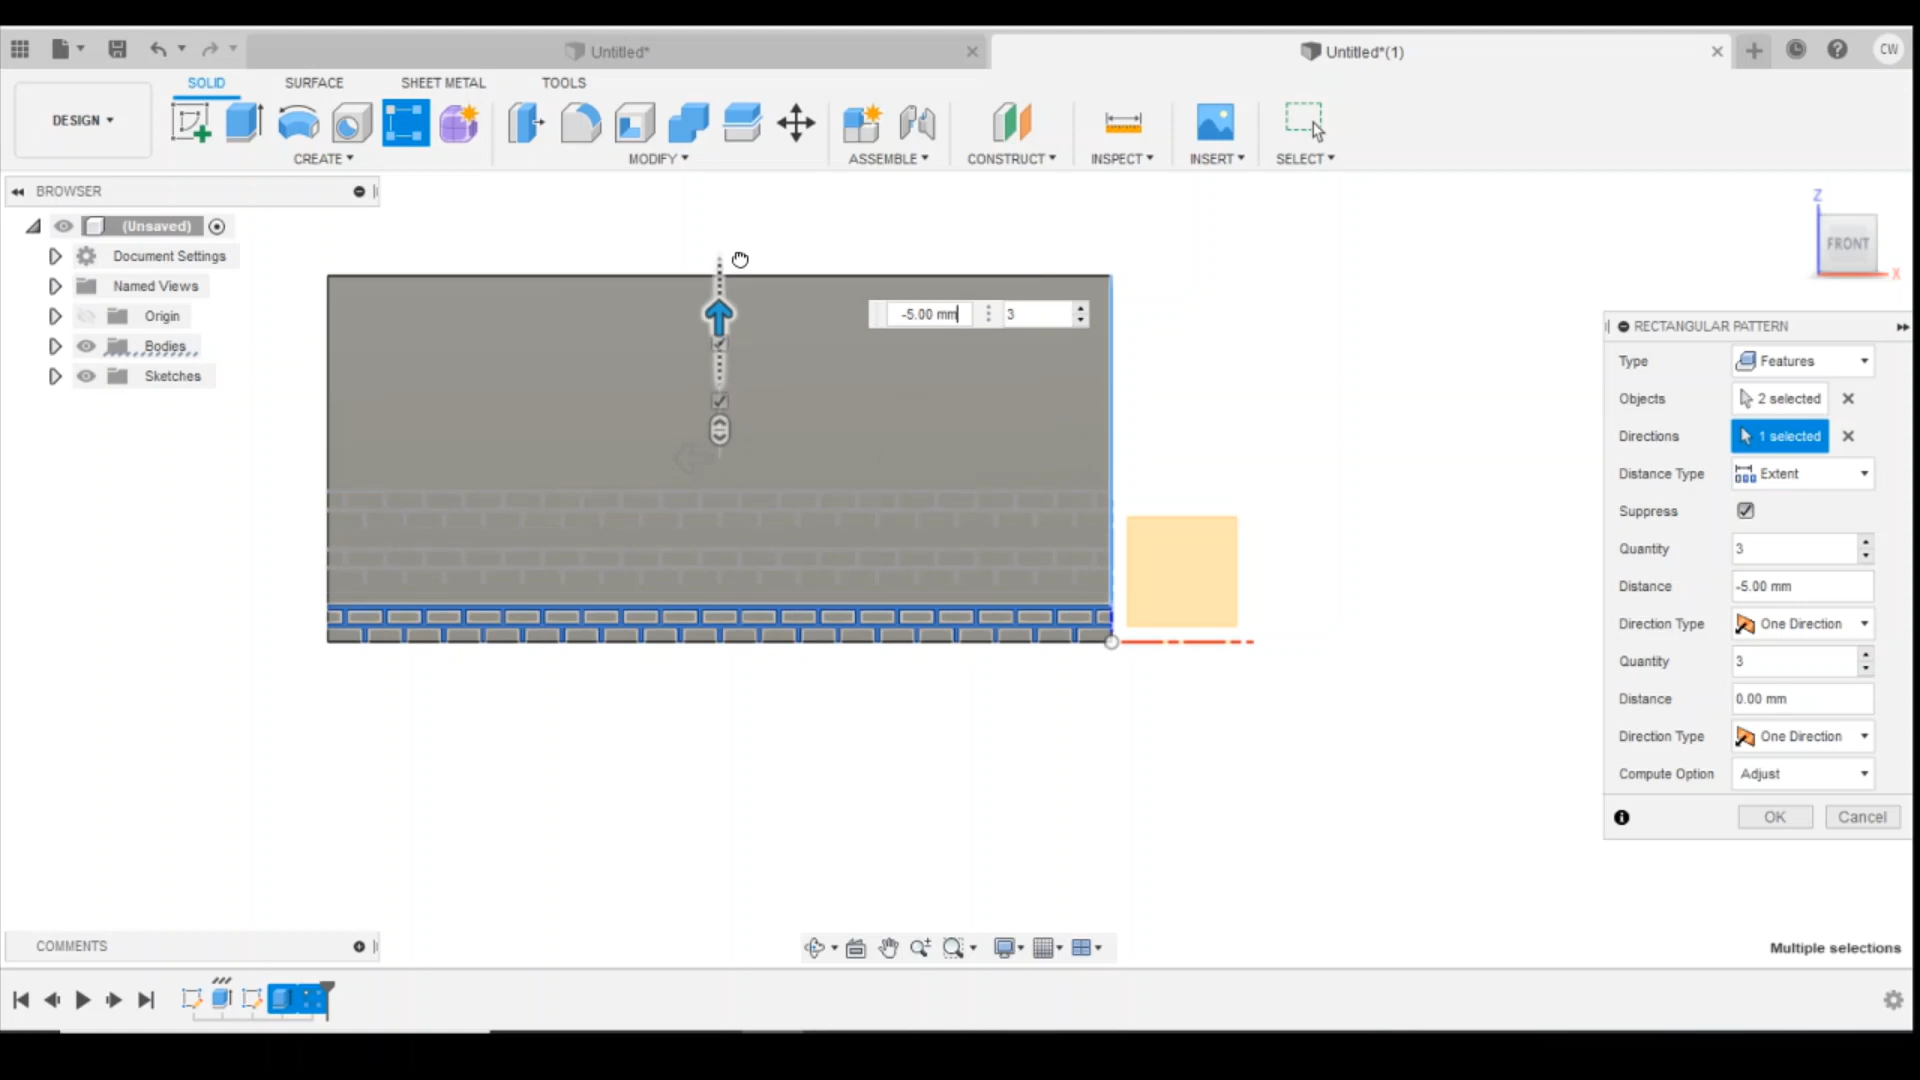 Untitled*
Untitled*(1)
CW
SOLID
SURFACE
SHEET METAL
TOOLS
DESIGN
CREATE
MODIFY
ASSEMBLE
CONSTRUCT
INSPECT
INSERT
SELECT
BROWSER
(Unsaved)
Document Settings
Named Views
Origin
Bodies
Sketches
-5.00 mm
3
Z
FRONT
X
RECTANGULAR PATTERN
Type
Features
Objects
2 selected
Directions
1 selected
Distance Type
Extent
Suppress
Quantity
3
Distance
-5.00 mm
Direction Type
One Direction
Quantity
3
Distance
0.00 mm
Direction Type
One Direction
Compute Option
Adjust
OK
Cancel
COMMENTS
Multiple selections